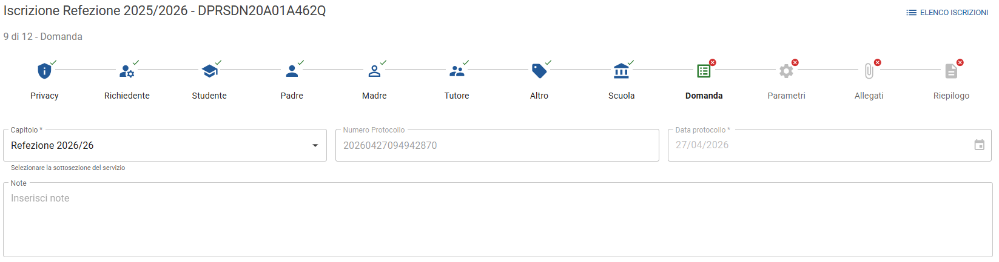 Iscrizione Refezione 2025/2026 - DPRSDN20A01A462Q
ELENCO ISCRIZIONI
9 di 12 - Domanda
Privacy Richiedente Studente Padre Madre Tutore Altro Scuola Domanda Parametri Allegati Riepilogo
Capitolo * Numero Protocollo Data protocollo *
Refezione 2026/26 20260427094942870 27/04/2026
Selezionare la sottosezione del servizio
Note
Inserisci note